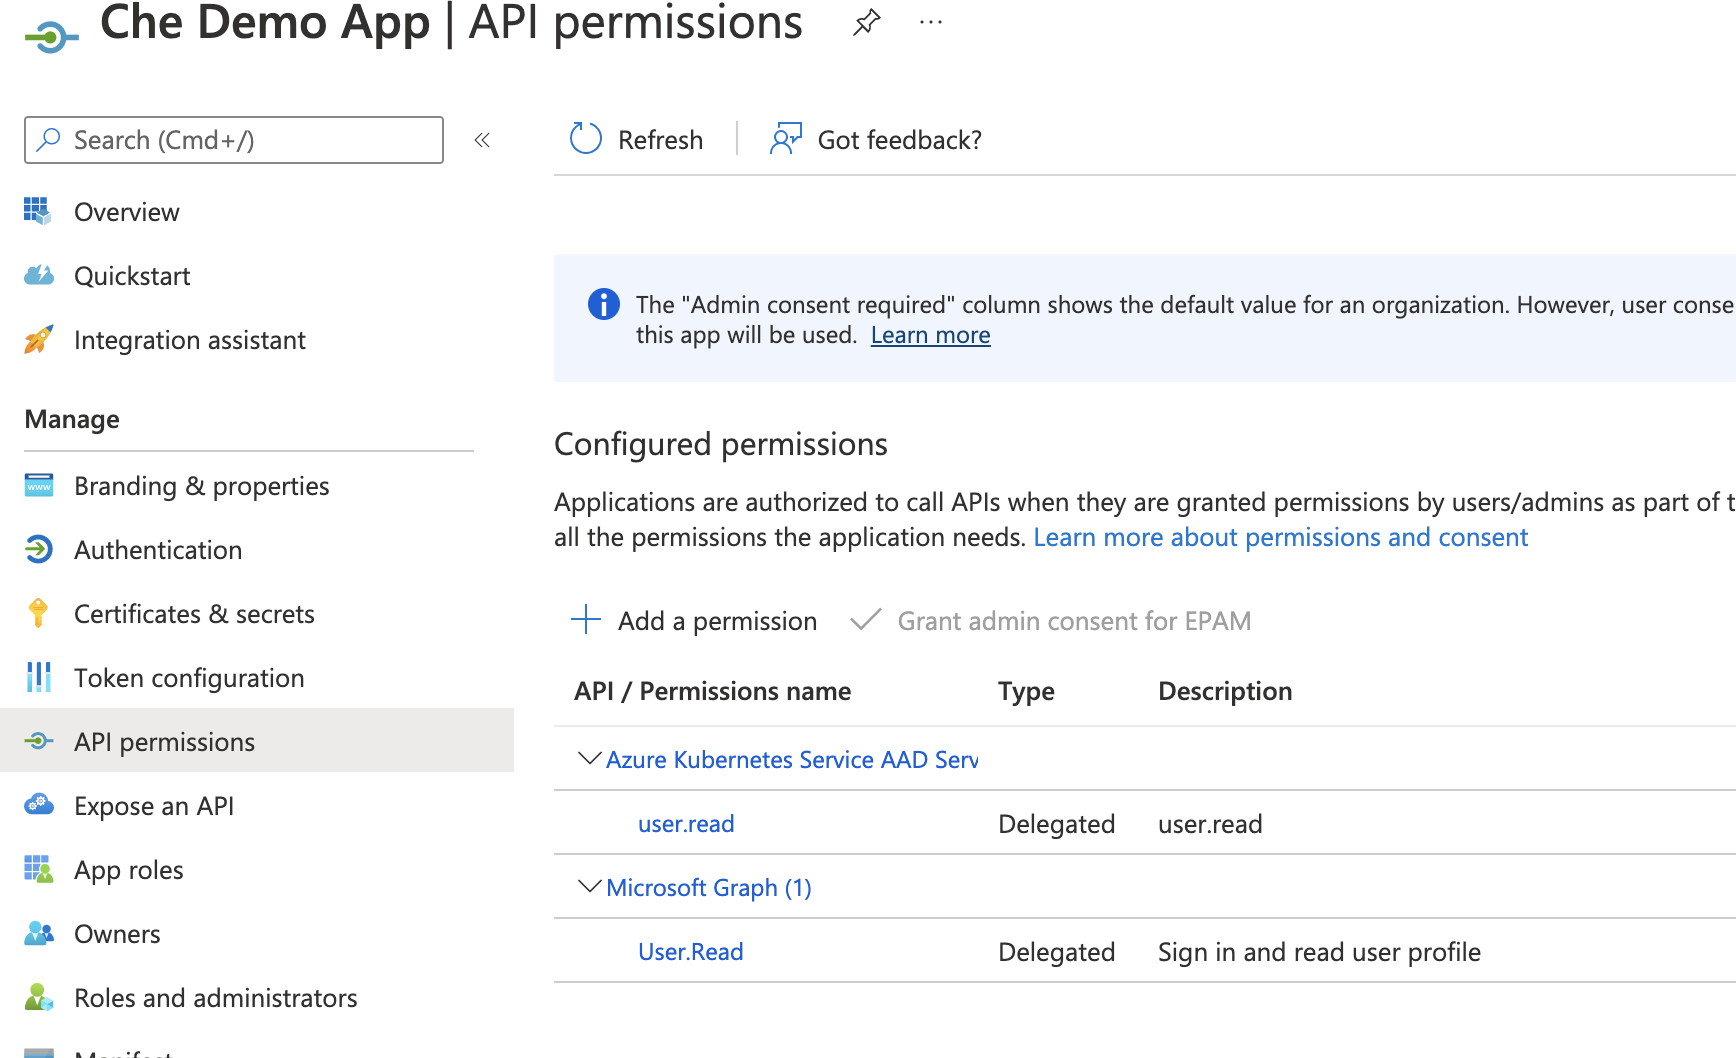 Che Demo App | API permissions
...
Search (Cmd+/)
«
Refresh
Got feedback?
Overview
Quickstart
Integration assistant
Manage
www
Branding & properties
Authentication
Certificates & secrets
Token configuration
API permissions
Expose an API
App roles
Owners
Roles and administrators
Manifest
The "Admin consent required" column shows the default value for an organization. However, user conse
this app will be used. Learn more
Configured permissions
Applications are authorized to call APIs when they are granted permissions by users/admins as part of t
all the permissions the application needs. Learn more about permissions and consent
Add a permission
Grant admin consent for EPAM
API / Permissions name Type Description
Azure Kubernetes Service AAD Serv
user.read Delegated user.read
Microsoft Graph (1)
User.Read Delegated Sign in and read user profile